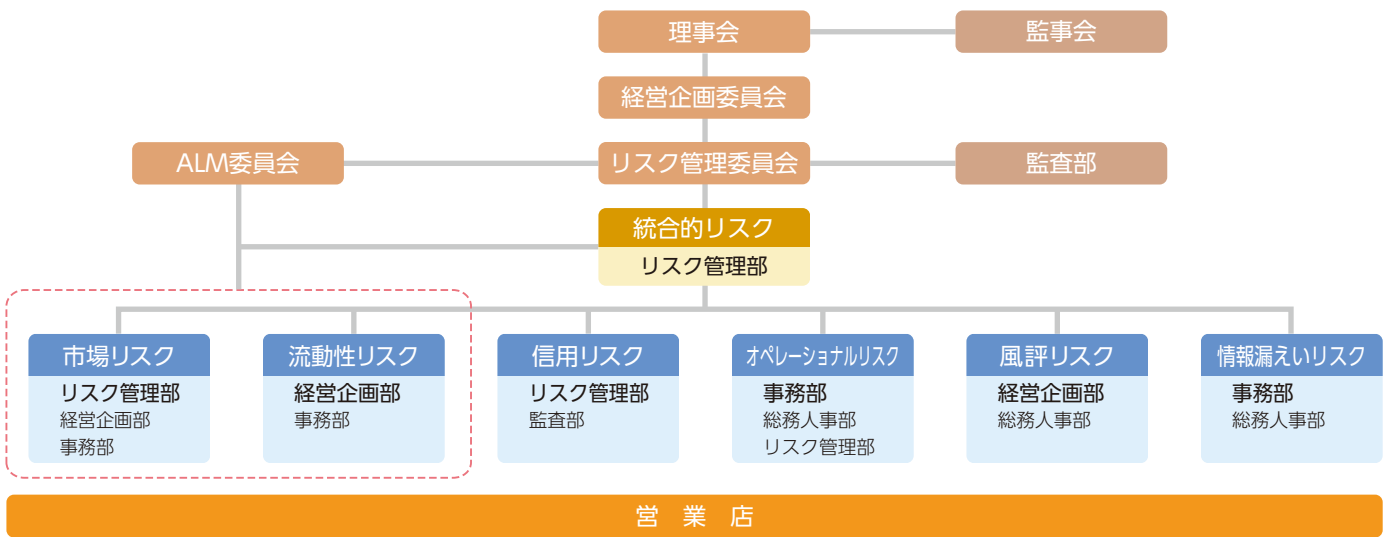 理事会
監事会
経営企画委員会
ALM委員会
リスク管理委員会
監査部
統合的リスク
リスク管理部
市場リスク
リスク管理部
経営企画部
事務部
流動性リスク
経営企画部
事務部
信用リスク
リスク管理部
監査部
オペレーショナルリスク
事務部
総務人事部
リスク管理部
風評リスク
経営企画部
総務人事部
情報漏えいリスク
事務部
総務人事部
営 業 店